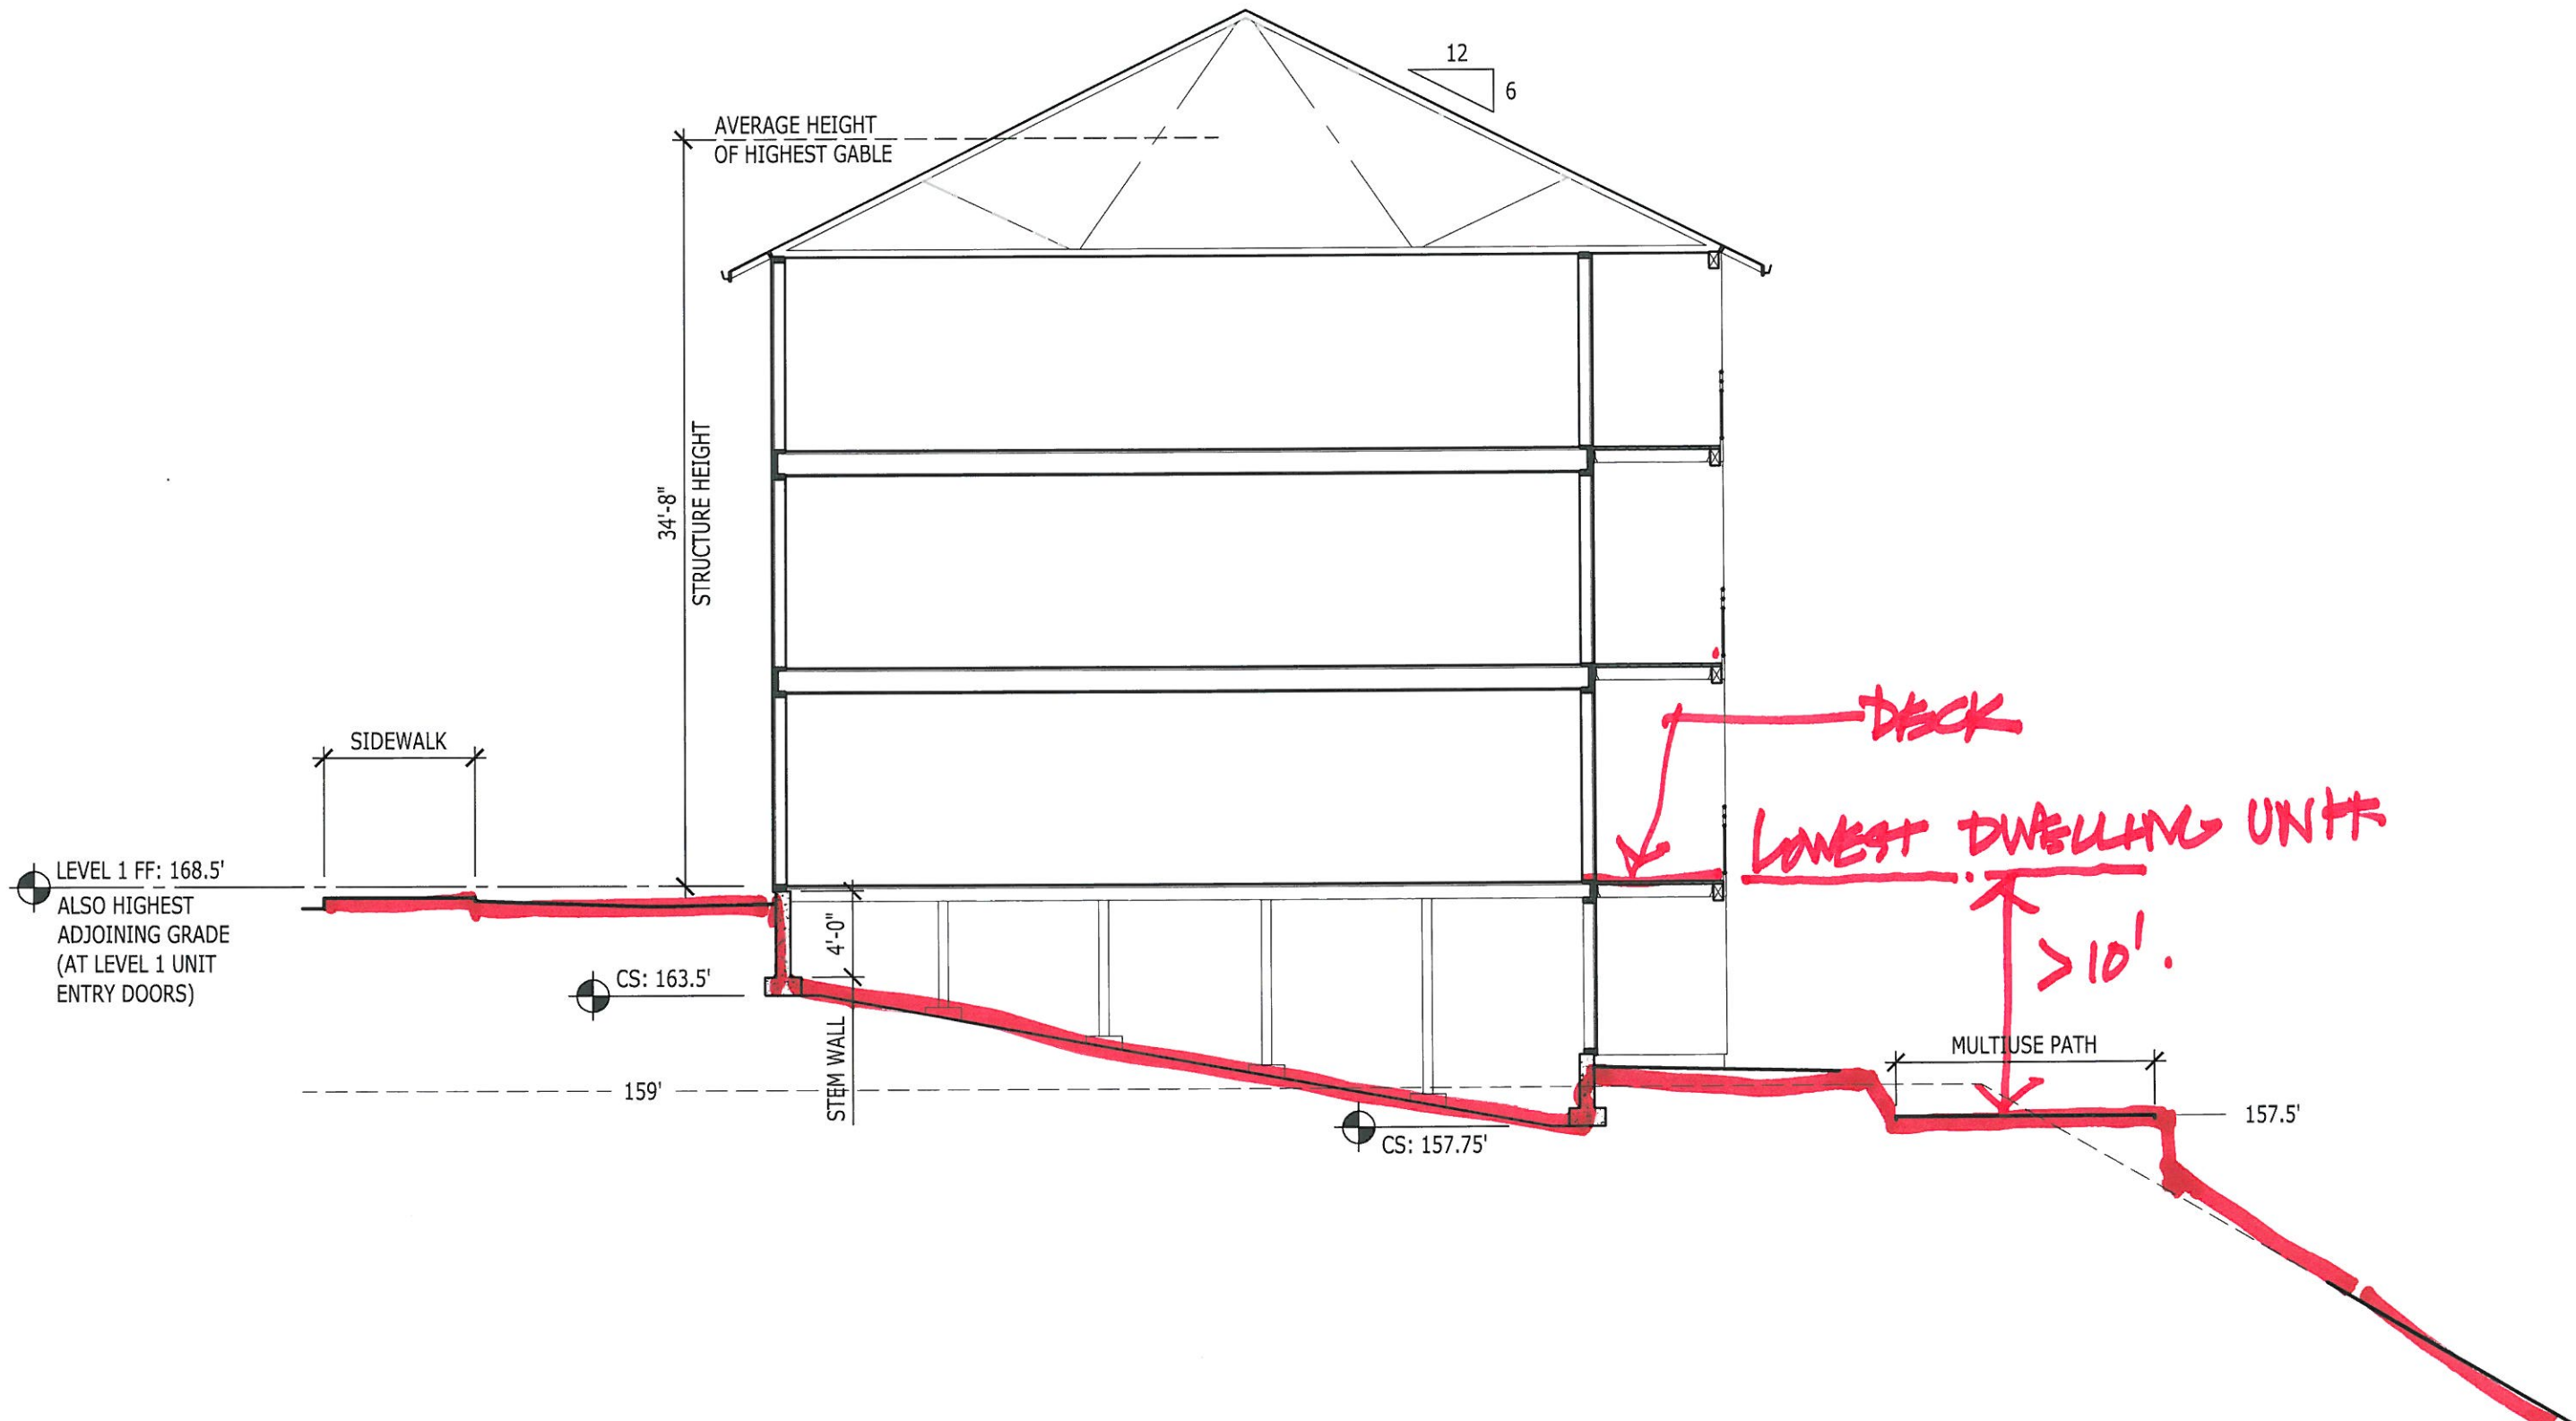 12
6
AVERAGE HEIGHT
OF HIGHEST GABLE
34'-8"
STRUCTURE HEIGHT
SIDEWALK
DECK
LOWEST DWELLING UNIT
LEVEL 1 FF: 168.5'
ALSO HIGHEST
ADJOINING GRADE
(AT LEVEL 1 UNIT
ENTRY DOORS)
4'-0"
>10'.
CS: 163.5'
STEM WALL
MULTIUSE PATH
159'
157.5'
CS: 157.75'